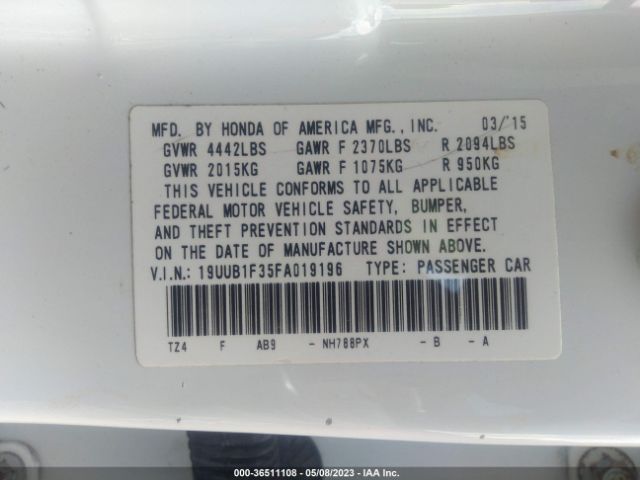 MFD. BY HONDA OF AMERICA MFG., INC. 03/15
GVWR 4442LBS GAWR F 2370LBS R 2094LBS
GVWR 2015KG GAWR F 1075KG R 950KG
THIS VEHICLE CONFORMS TO ALL APPLICABLE
FEDERAL MOTOR VEHICLE SAFETY, BUMPER,
AND THEFT PREVENTION STANDARDS IN EFFECT
ON THE DATE OF MANUFACTURE SHOWN ABOVE.
V.I.N.: 19UUB1F35FA019196 TYPE: PASSENGER CAR
TZ4 F AB9 - NH788PX - B - A
000-36511108 - 05/08/2023 - IAA Inc.